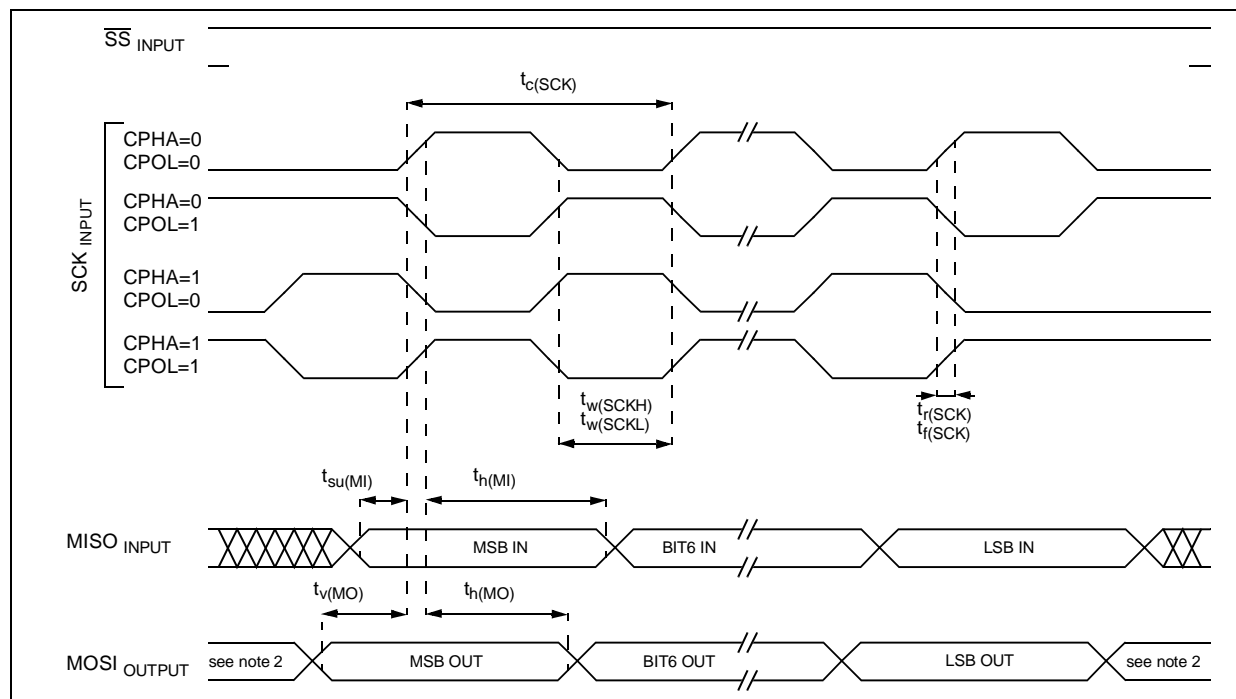 SS INPUT
tc(SCK)
SCK INPUT
CPHA=0
CPOL=0
CPHA=0
CPOL=1
CPHA=1
CPOL=0
CPHA=1
CPOL=1
tw(SCKH)
tw(SCKL)
tr(SCK)
tf(SCK)
tsu(MI)
th(MI)
MISO INPUT
MSB IN
BIT6 IN
LSB IN
tv(MO)
th(MO)
MOSI OUTPUT
see note 2
MSB OUT
BIT6 OUT
LSB OUT
see note 2